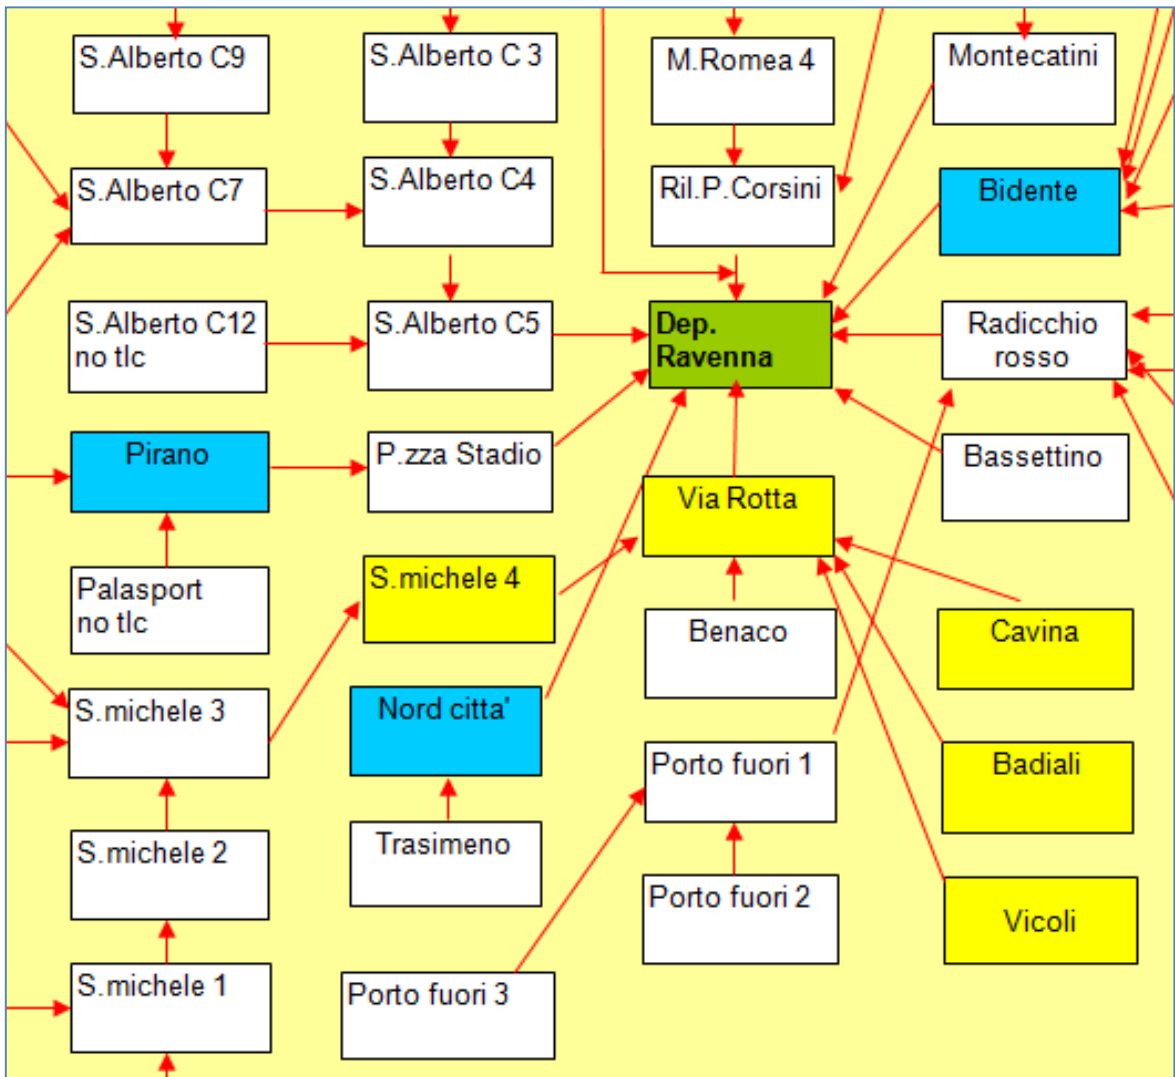 S.Alberto C9
S.Alberto C 3
M.Romea 4
Montecatini
S.Alberto C7
S.Alberto C4
Ril.P.Corsini
Bidente
S.Alberto C12
no tlc
S.Alberto C5
Dep.
Ravenna
Radicchio
rosso
Pirano
P.zza Stadio
Via Rotta
Bassettino
Palasport
no tlc
S.michele 4
Benaco
Cavina
S.michele 3
Nord citta'
Porto fuori 1
Badiali
S.michele 2
Trasimeno
Porto fuori 2
Vicoli
S.michele 1
Porto fuori 3